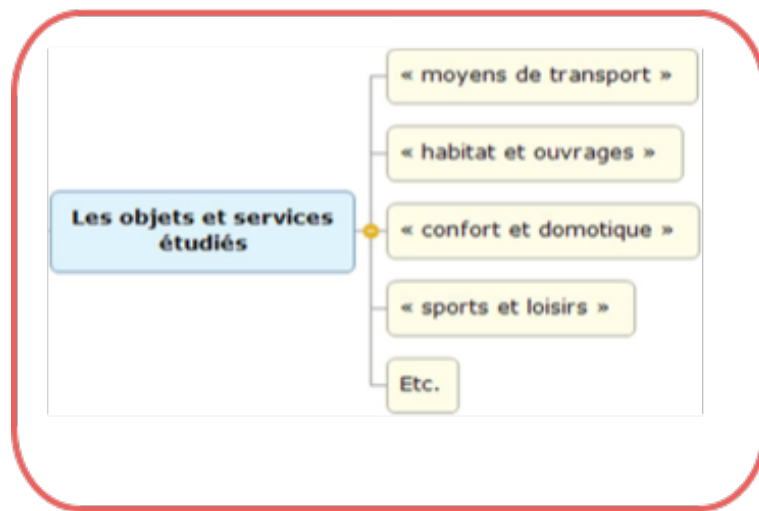 « moyens de transport »
« habitat et ouvrages »
Les objets et services
étudiés
« confort et domotique »
« sports et loisirs »
Etc.